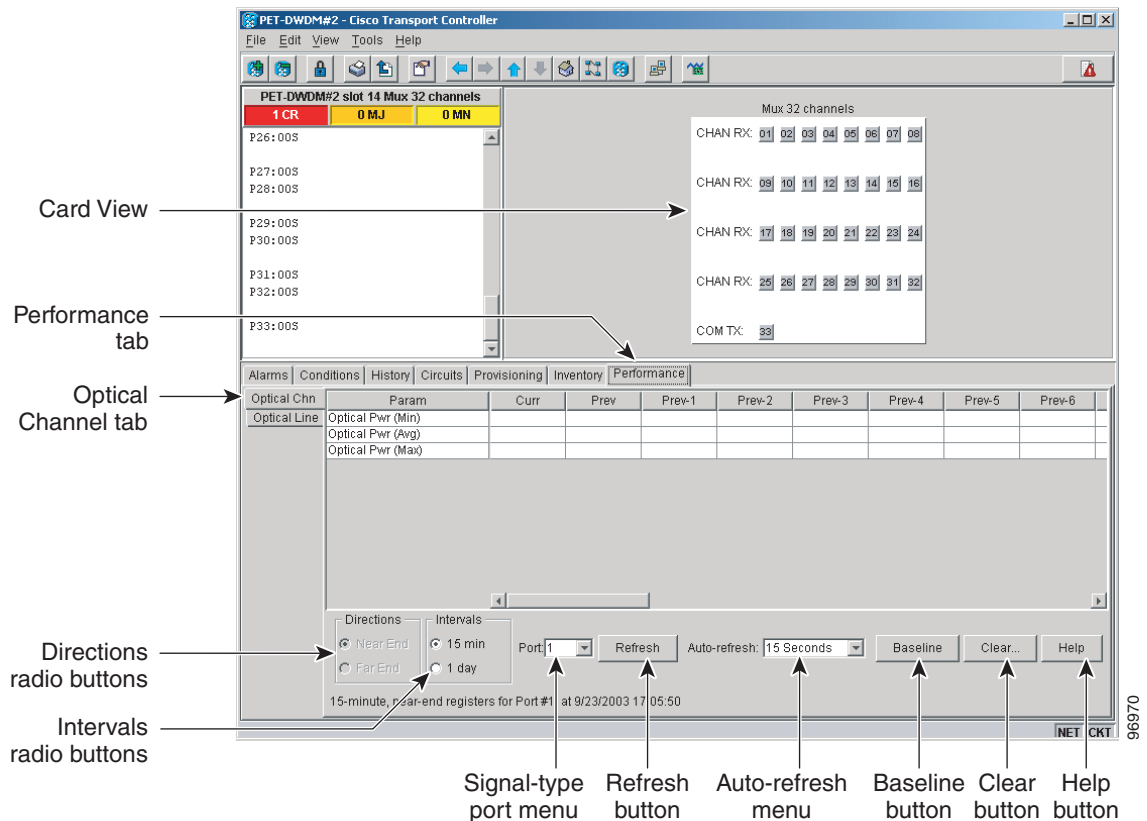 PET-DWDM#2 - Cisco Transport Controller
File Edit View Tools Help
PET-DWDM#2 slot 14 Mux 32 channels
1 CR 0 MJ 0 MN
P26:OOS
P27:OOS
P28:OOS
P29:OOS
P30:OOS
P31:OOS
P32:OOS
P33:OOS
Mux 32 channels
CHAN RX: 01 02 03 04 05 06 07 08
CHAN RX: 09 10 11 12 13 14 15 16
CHAN RX: 17 18 19 20 21 22 23 24
CHAN RX: 25 26 27 28 29 30 31 32
COM TX: 33
Card View
Performance
tab
Optical
Channel tab
Alarms Conditions History Circuits Provisioning Inventory Performance
Optical Chn
Optical Line
Param Curr Prev Prev-1 Prev-2 Prev-3 Prev-4 Prev-5 Prev-6
Optical Pwr (Min)
Optical Pwr (Avg)
Optical Pwr (Max)
Directions
Near End
Far End
Intervals
15 min
1 day
Port: 1 Refresh Auto-refresh: 15 Seconds Baseline Clear... Help
15-minute, near-end registers for Port #1 at 9/23/2003 17:05:50
NET CKT
Directions
radio buttons
Intervals
radio buttons
Signal-type
port menu
Refresh
button
Auto-refresh
menu
Baseline
button
Clear
button
Help
button
96970